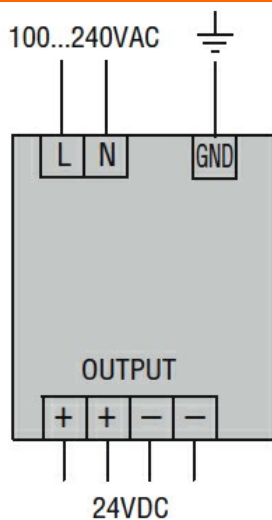 100...240VAC
L N GND
OUTPUT
+ + − −
24VDC